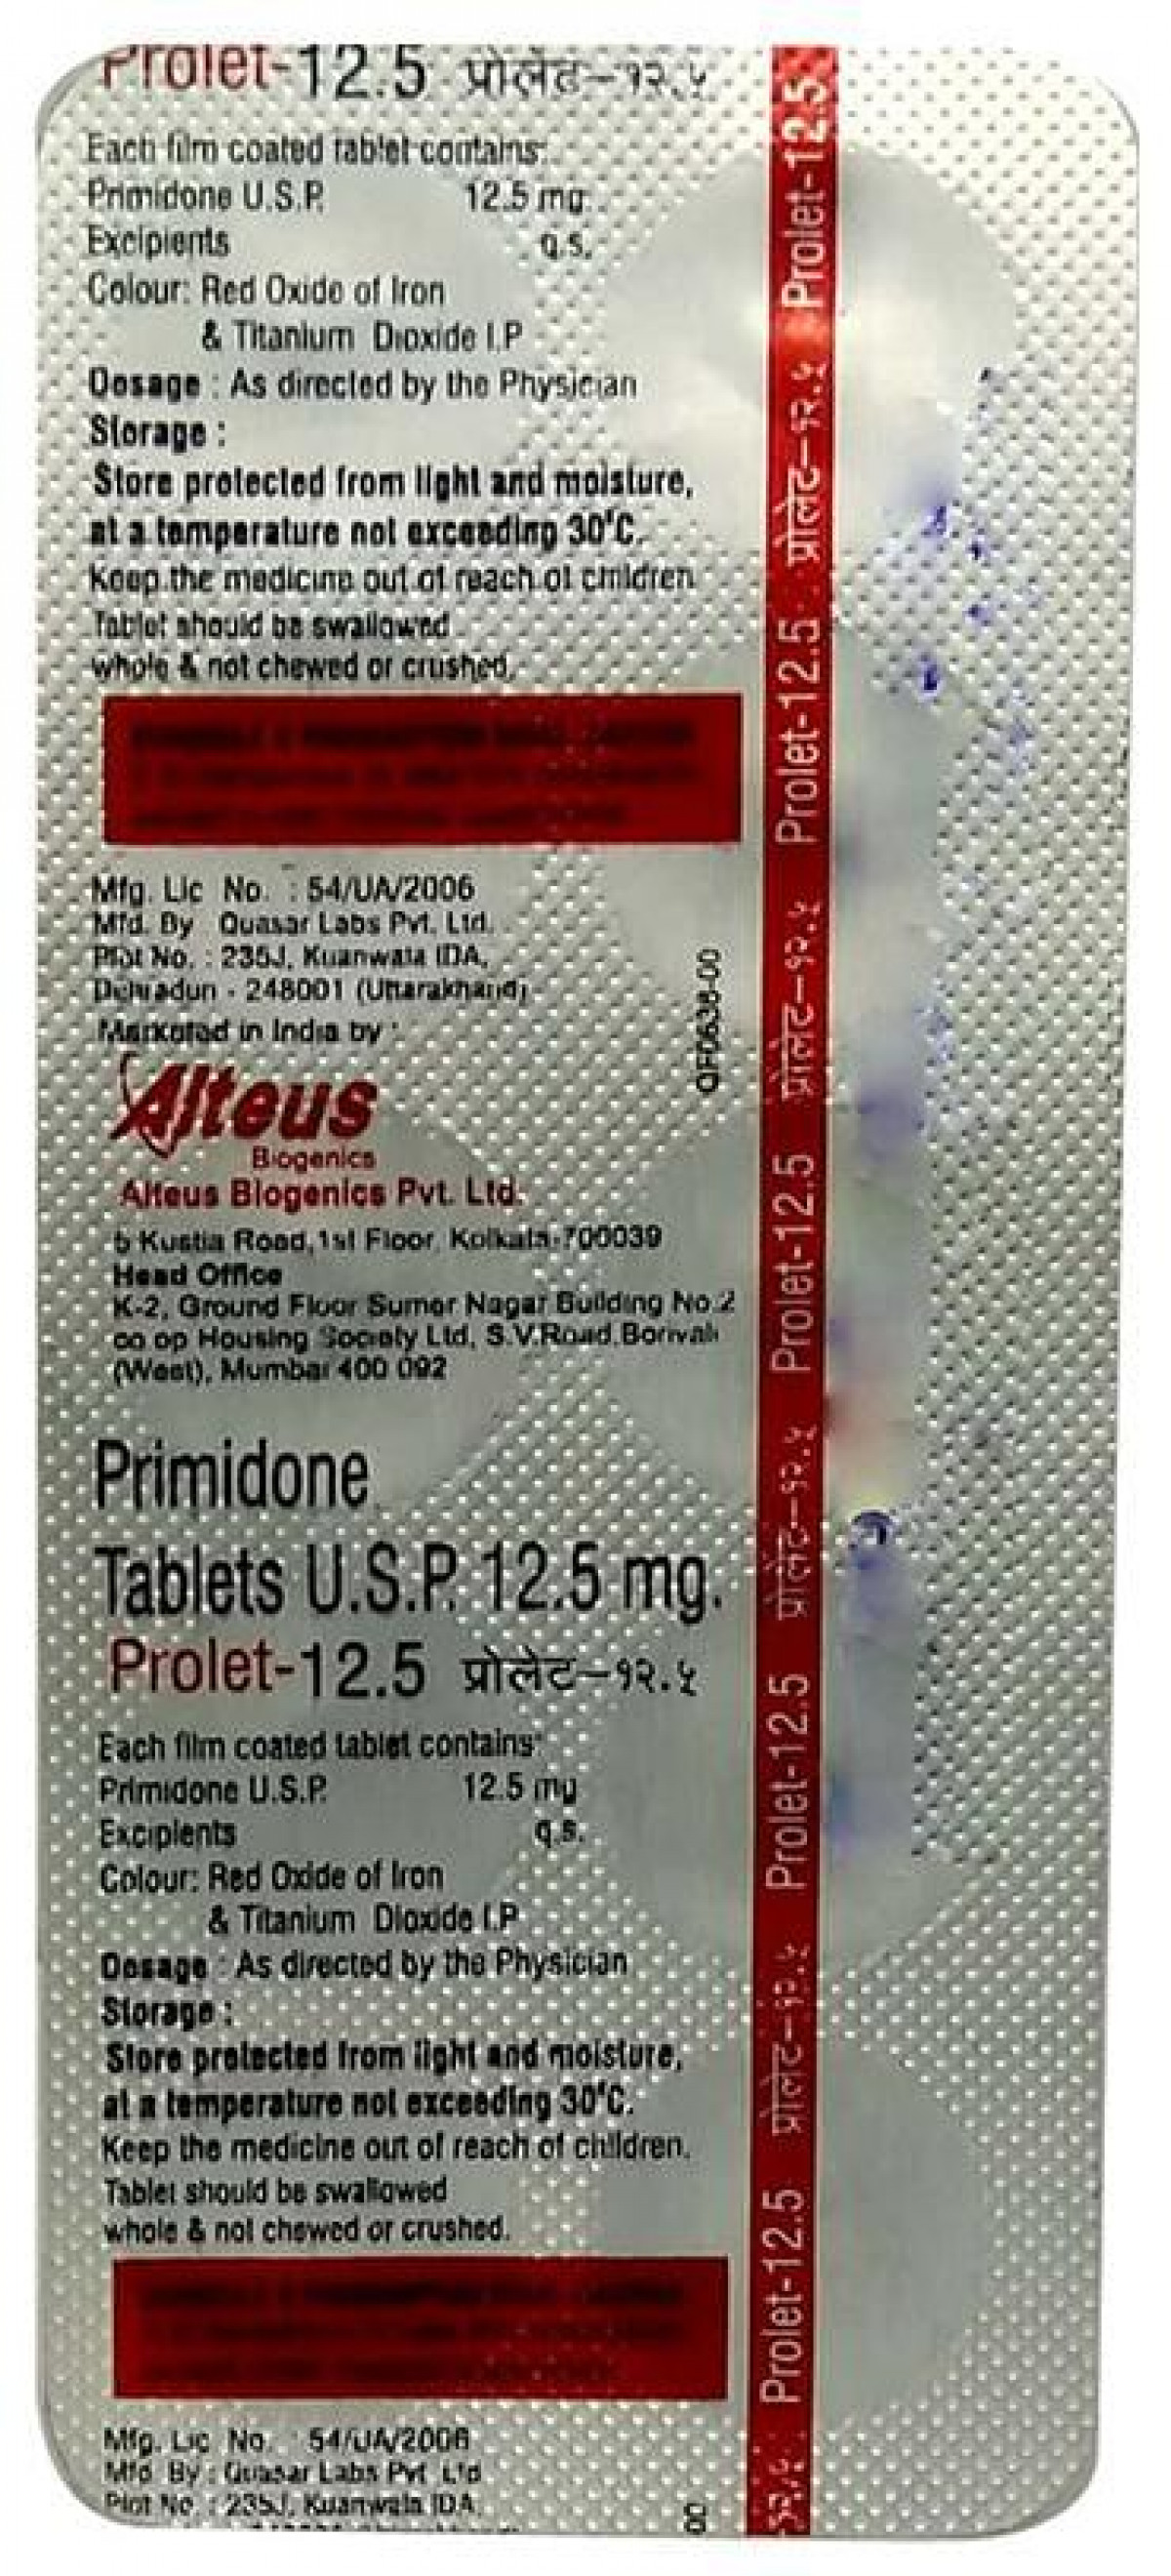 Prolet-12.5 प्रोलेट-१२.५
Each film coated tablet contains:
Primidone U.S.P. 12.5 mg
Excipients q.s.
Colour: Red Oxide of Iron
& Titanium Dioxide I.P
Dosage : As directed by the Physician
Storage :
Store protected from light and moisture,
at a temperature not exceeding 30°C.
Keep the medicine out of reach of children
Tablet should be swallowed
whole & not chewed or crushed.
Mfg. Lic No. : 54/UA/2006
Mfd. By Quasar Labs Pvt. Ltd.
Plot No. : 235J, Kuanwala IDA,
Dehradun - 248001 (Uttarakhand)
Marketed in India by :
Alteus
Biogenics
Alteus Biogenics Pvt. Ltd.
5 Kustia Road, 1st Floor, Kolkata-700039
Head Office
K-2, Ground Floor Sumer Nagar Building No.2
co op Housing Society Ltd, S.V.Road, Borivali
(West), Mumbai 400 092
Primidone
Tablets U.S.P. 12.5 mg.
Prolet-12.5 प्रोलेट-१२.५
Each film coated tablet contains:
Primidone U.S.P. 12.5 mg
Excipients q.s.
Colour: Red Oxide of Iron
& Titanium Dioxide I.P
Dosage : As directed by the Physician
Storage :
Store protected from light and moisture,
at a temperature not exceeding 30°C.
Keep the medicine out of reach of children.
Tablet should be swallowed
whole & not chewed or crushed.
Mfg. Lic No. : 54/UA/2006
Mfd By : Quasar Labs Pvt Ltd
Plot No. : 235J, Kuanwala IDA,
QF0638-00
00
Prolet-12.5 प्रोलेट-१२.५ Prolet-12.5 प्रोलेट-१२.५ Prolet-12.5 प्रोलेट-१२.५ Prolet-12.5 प्रोलेट-१२.५ Prolet-12.5